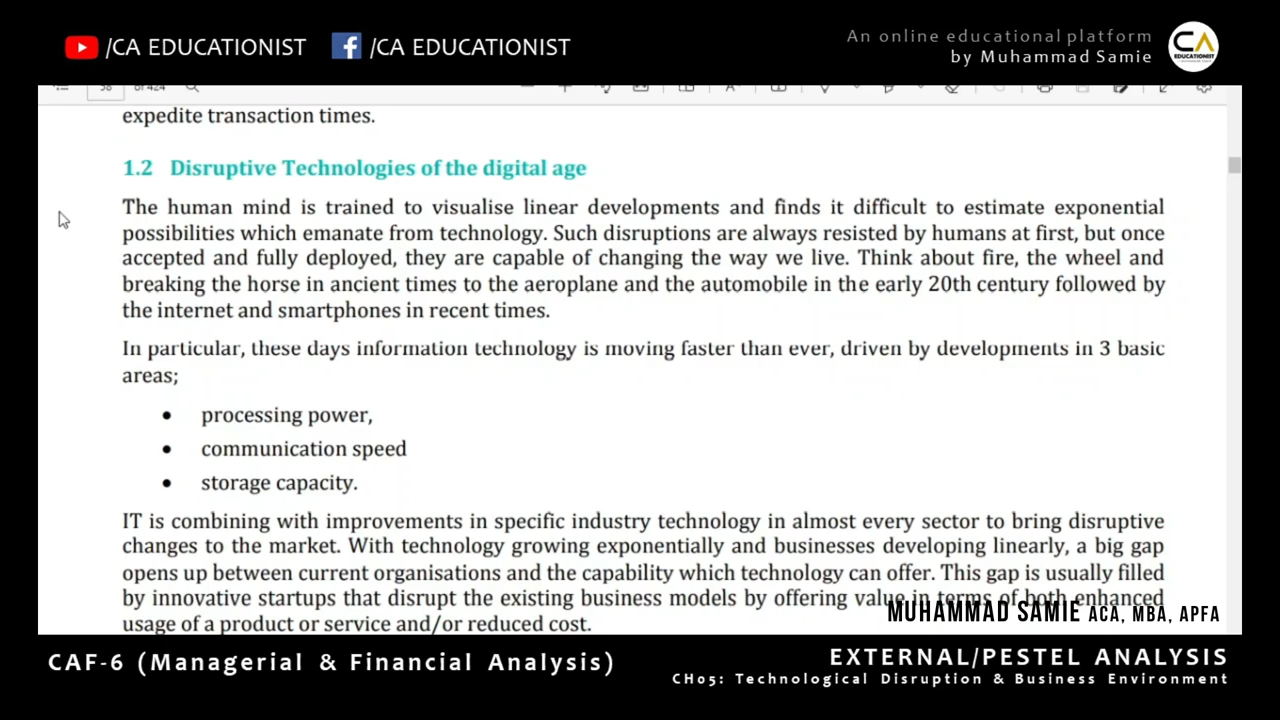 /CA EDUCATIONIST /CA EDUCATIONIST
An online educational platform
by Muhammad Samie
CA
EDUCATIONIST
of 424
expedite transaction times.
1.2 Disruptive Technologies of the digital age
The human mind is trained to visualise linear developments and finds it difficult to estimate exponential
possibilities which emanate from technology. Such disruptions are always resisted by humans at first, but once
accepted and fully deployed, they are capable of changing the way we live. Think about fire, the wheel and
breaking the horse in ancient times to the aeroplane and the automobile in the early 20th century followed by
the internet and smartphones in recent times.
In particular, these days information technology is moving faster than ever, driven by developments in 3 basic
areas;
• processing power,
• communication speed
• storage capacity.
IT is combining with improvements in specific industry technology in almost every sector to bring disruptive
changes to the market. With technology growing exponentially and businesses developing linearly, a big gap
opens up between current organisations and the capability which technology can offer. This gap is usually filled
by innovative startups that disrupt the existing business models by offering value in terms of both enhanced
usage of a product or service and/or reduced cost.
MUHAMMAD SAMIE ACA, MBA, APFA
CAF-6 (Managerial & Financial Analysis)
EXTERNAL/PESTEL ANALYSIS
CH05: Technological Disruption & Business Environment